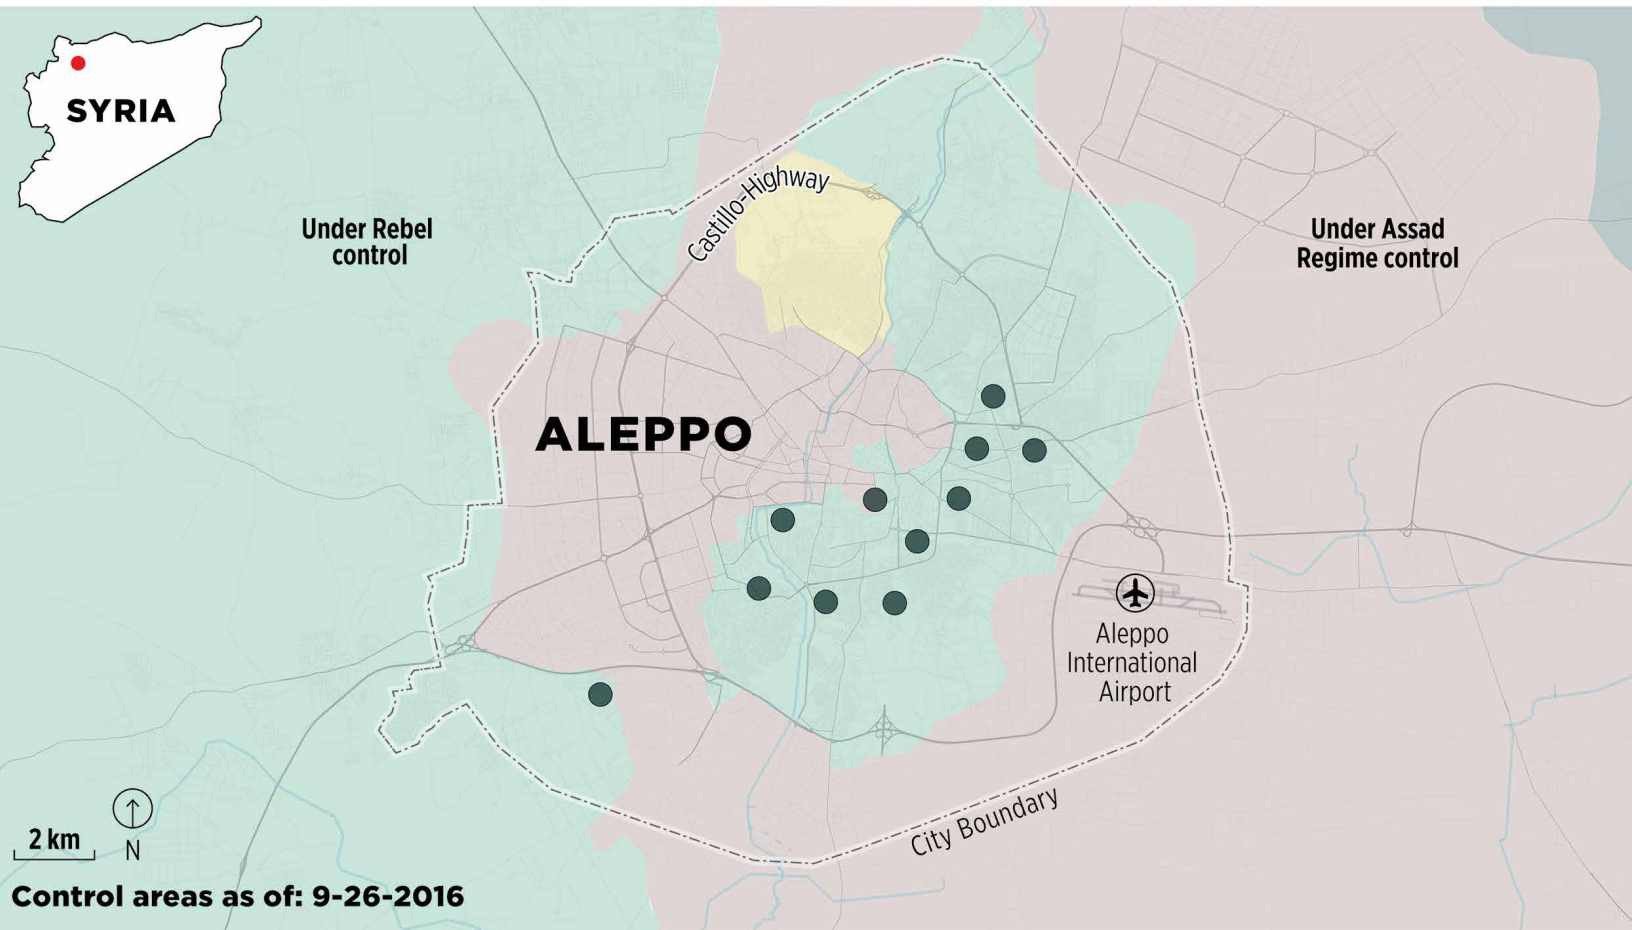 SYRIA
Under Rebel
control
Castillo-Highway
Under Assad
Regime control
ALEPPO
Aleppo
International
Airport
City Boundary
2 km
N
Control areas as of: 9-26-2016